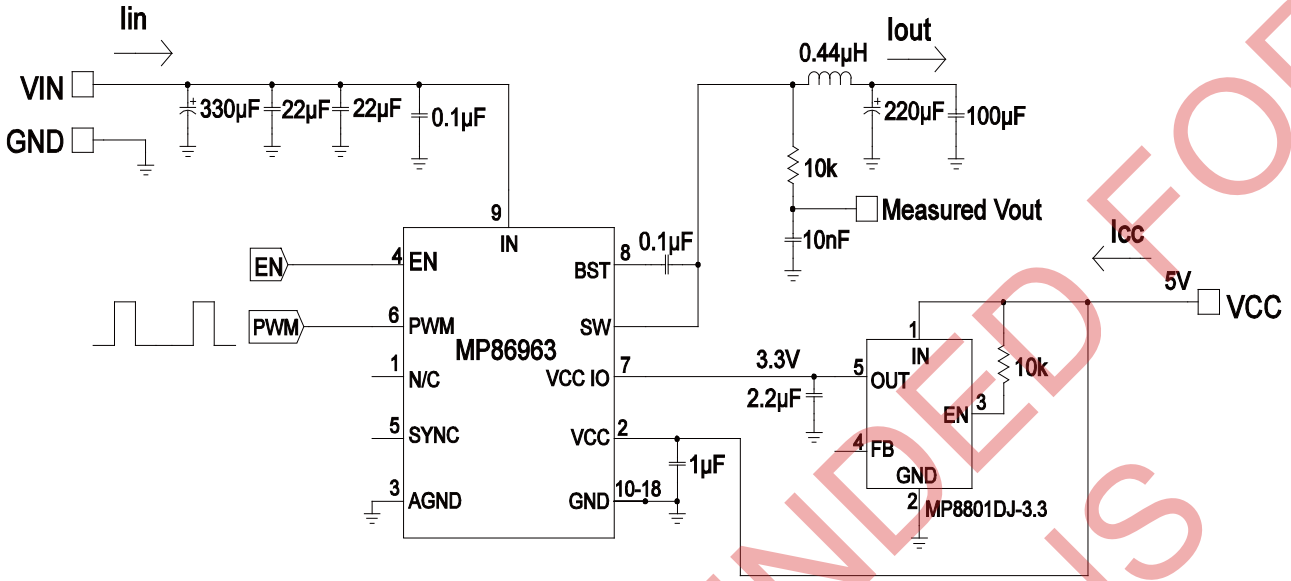 Iin
Iout
0.44µH
VIN
330µF
22µF
22µF
0.1µF
220µF
100µF
GND
10k
9
Measured Vout
IN
0.1µF
8
10nF
Icc
EN
4
EN
BST
5V
VCC
PWM
6
PWM
SW
1
IN
MP86963
10k
1
N/C
VCC IO
7
3.3V
5
OUT
2.2µF
EN
3
5
SYNC
VCC
2
4
FB
1µF
GND
3
AGND
GND
10-18
2
MP8801DJ-3.3
NDED FOR
IS